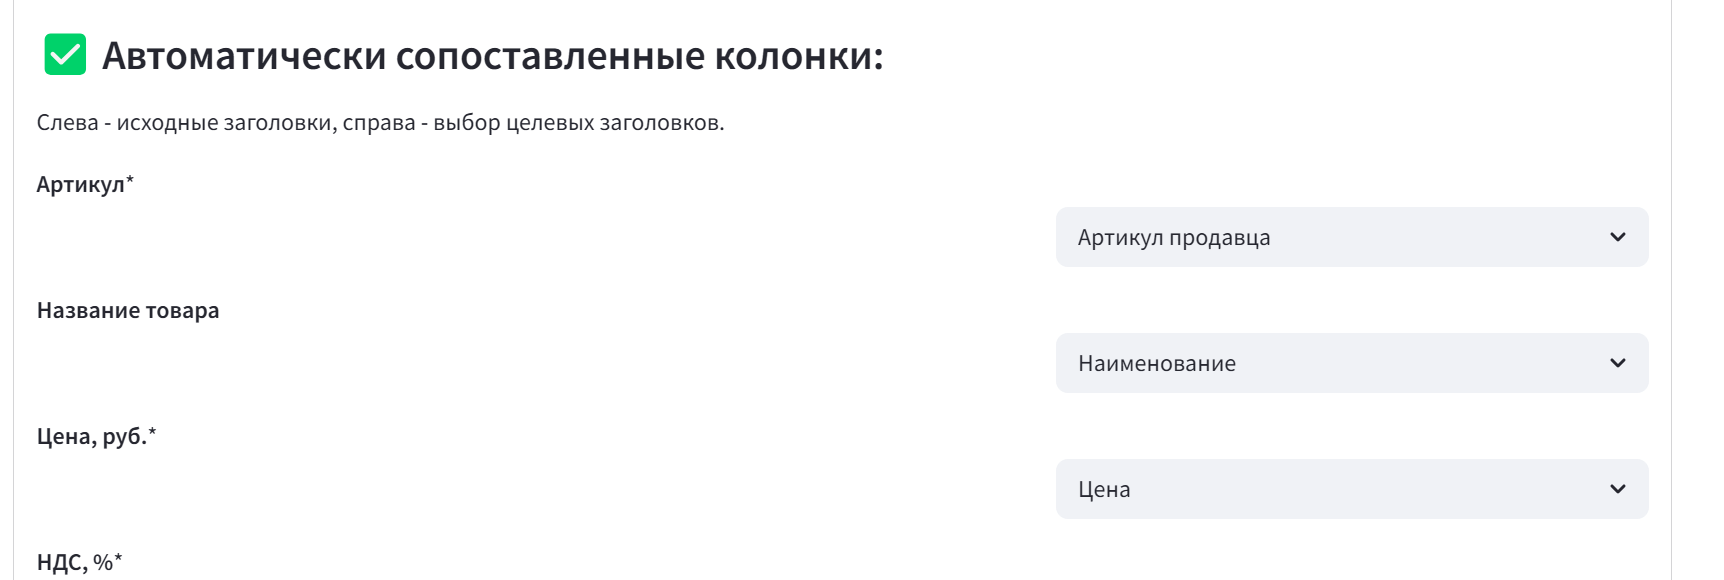 Автоматически сопоставленные колонки:
Слева - исходные заголовки, справа - выбор целевых заголовков.
Артикул*
Артикул продавца
Название товара
Наименование
Цена, руб.*
Цена
НДС, %*